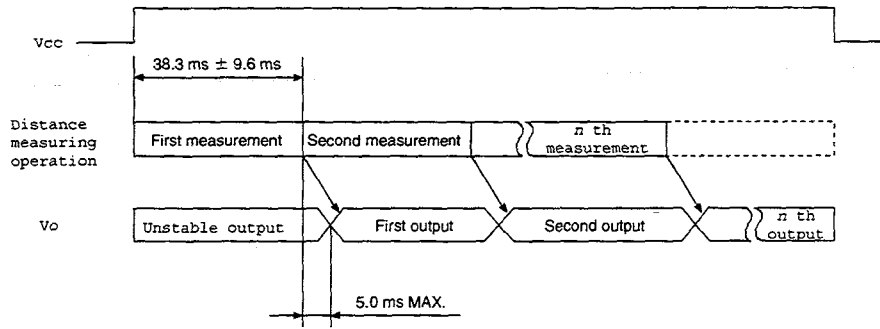 Vcc
38.3 ms ± 9.6 ms
Distance
measuring
operation
First measurement
Second measurement
n th
measurement
Vo
Unstable output
First output
Second output
n th
output
5.0 ms MAX.